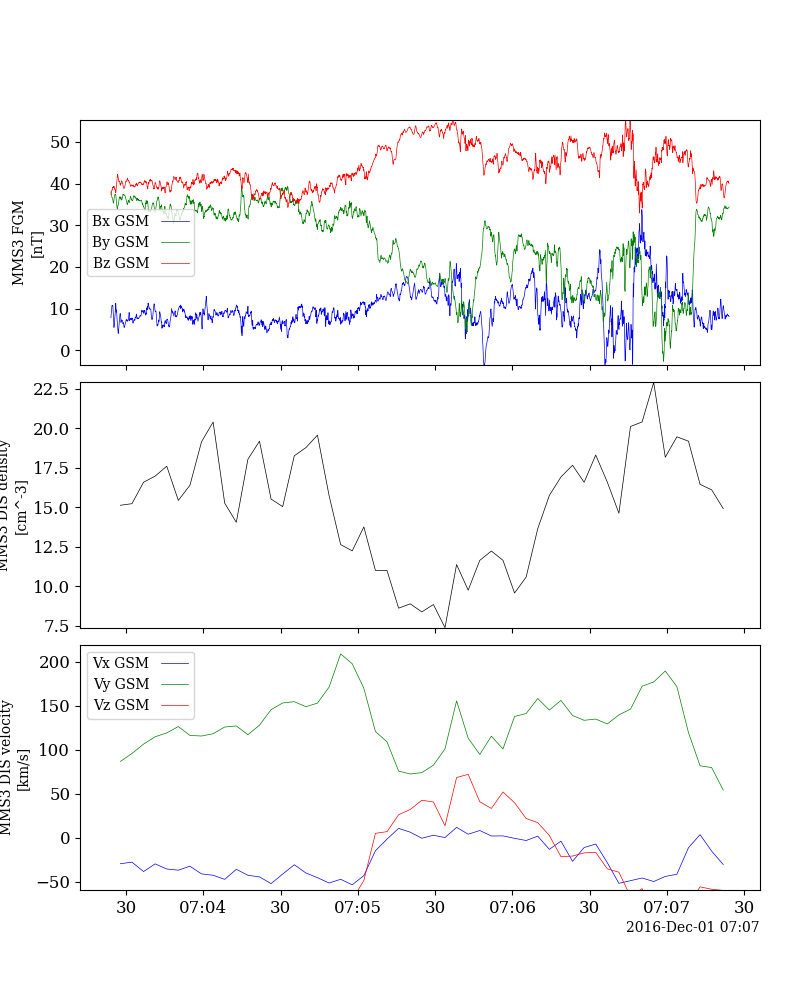 50
40
30
20
10
0
MMS3 FGM
[nT]
Bx GSM
By GSM
Bz GSM
22.5
20.0
17.5
15.0
12.5
10.0
7.5
MMS3 DIS density
[cm^-3]
200
150
100
50
0
−50
MMS3 DIS velocity
[km/s]
Vx GSM
Vy GSM
Vz GSM
30 07:04 30 07:05 30 07:06 30 07:07 30
2016-Dec-01 07:07